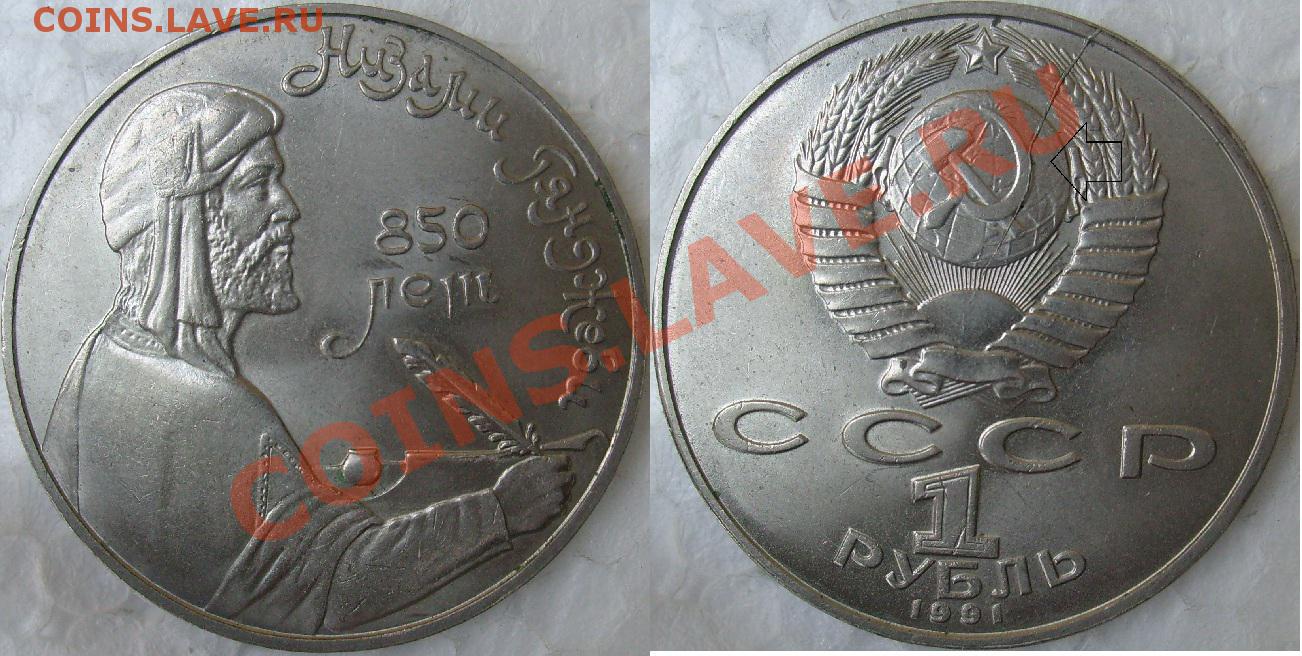 COINS.LAVE.RU
Низами Гянджеви
850
лет
СССР
1
РУБЛЬ
1991
COINS.LAVE.RU